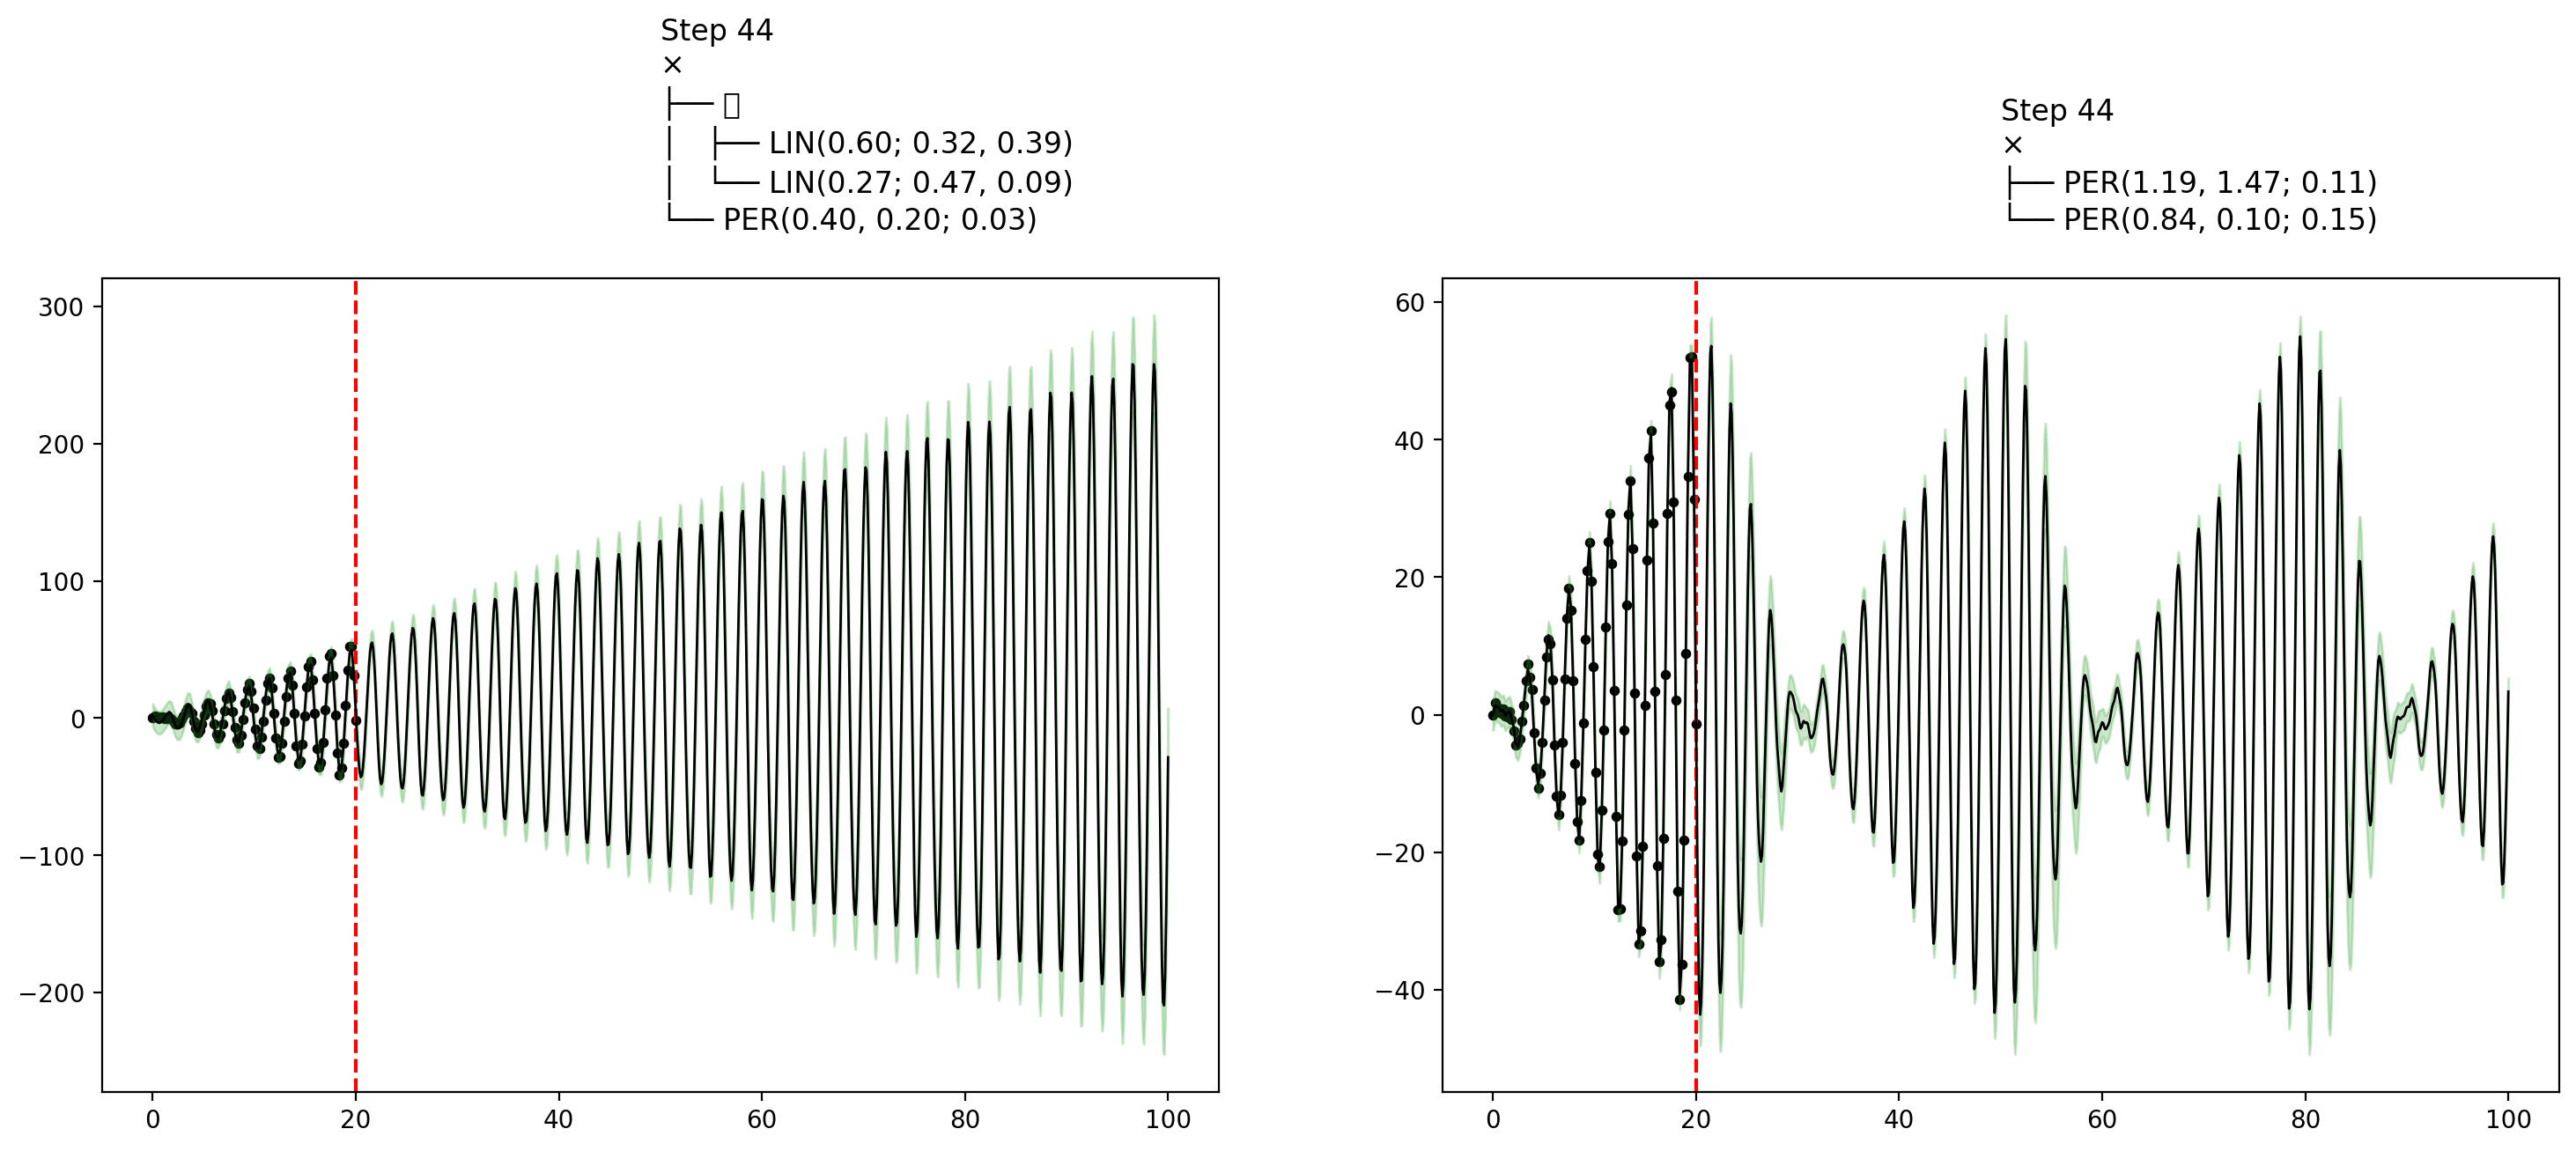 Step 44
×
├── 
│ ├── LIN(0.60; 0.32, 0.39)
│ └── LIN(0.27; 0.47, 0.09)
└── PER(0.40, 0.20; 0.03)
300
200
100
0
−100
−200
0 20 40 60 80 100
Step 44
×
├── PER(1.19, 1.47; 0.11)
└── PER(0.84, 0.10; 0.15)
60
40
20
0
−20
−40
0 20 40 60 80 100